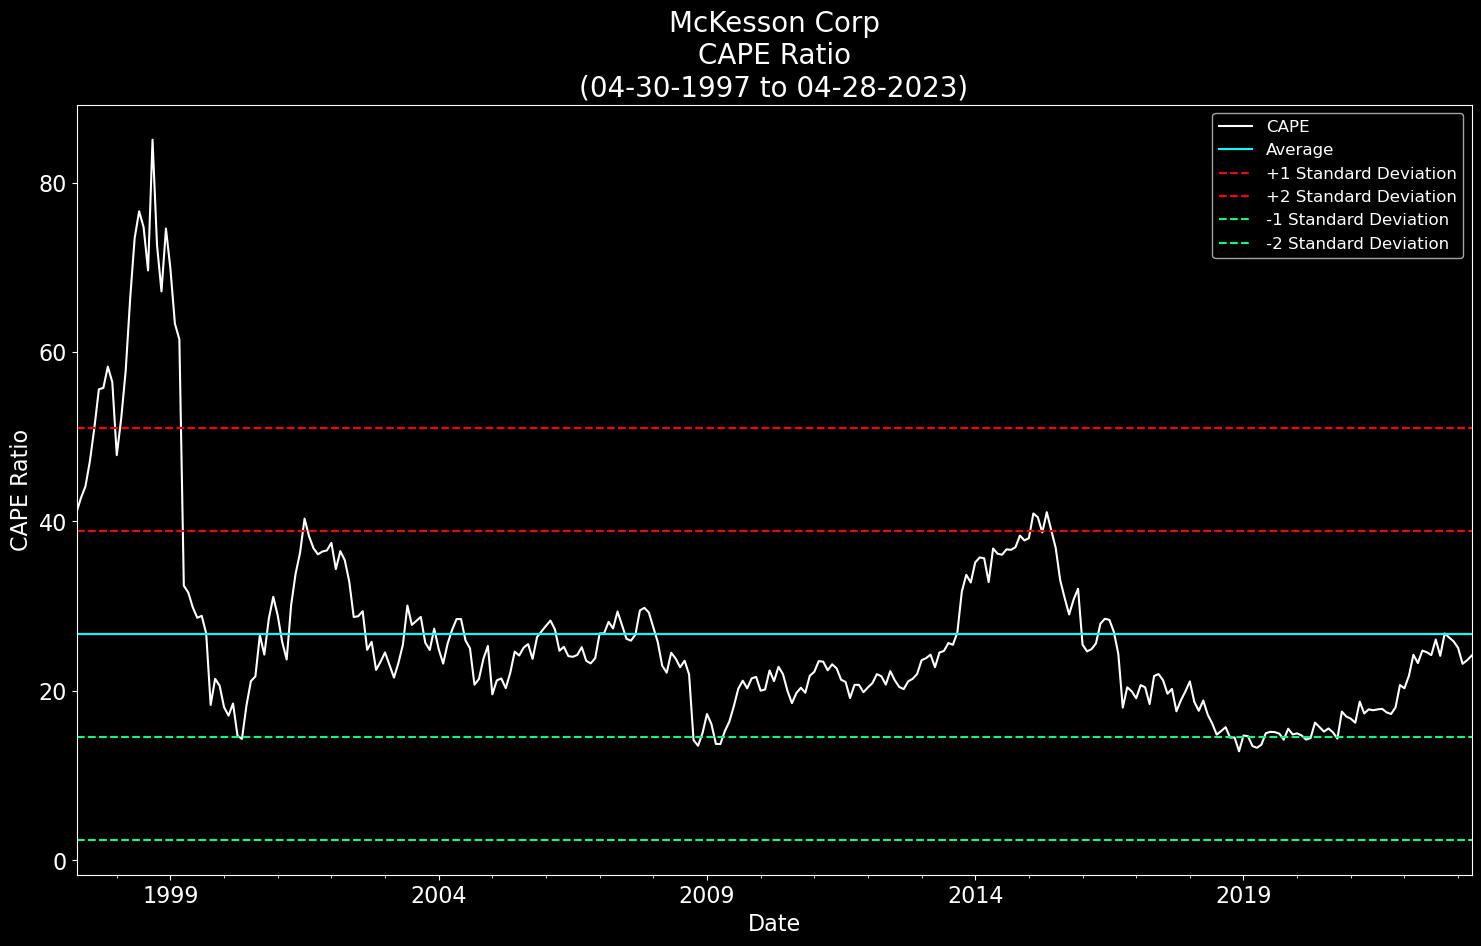 McKesson Corp
CAPE Ratio
(04-30-1997 to 04-28-2023)
CAPE
Average
+1 Standard Deviation
+2 Standard Deviation
-1 Standard Deviation
-2 Standard Deviation
80
60
40
20
0
CAPE Ratio
1999
2004
2009
2014
2019
Date